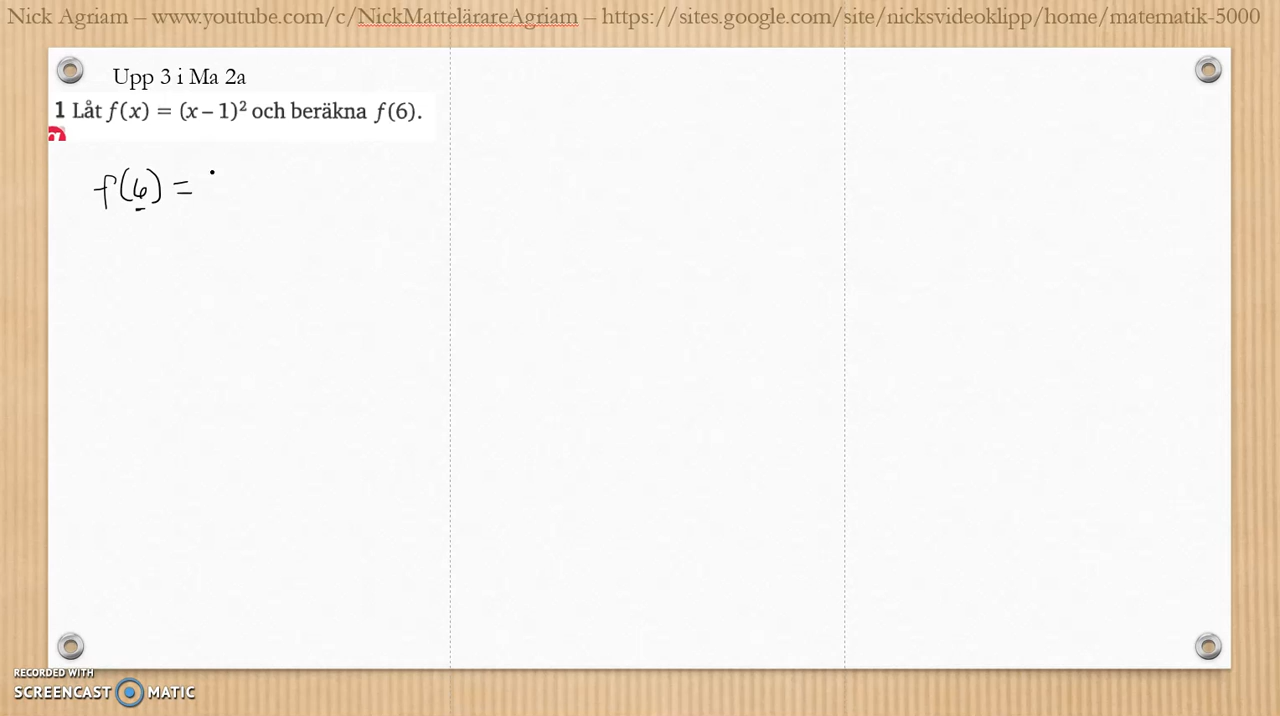 Nick Agriam – www.youtube.com/c/NickMattelärareAgriam – https://sites.google.com/site/nicksvideoklipp/home/matematik-5000
Upp 3 i Ma 2a
1 Låt f(x) = (x – 1)² och beräkna f(6).
f(6) =
RECORDED WITH
SCREENCAST MATIC